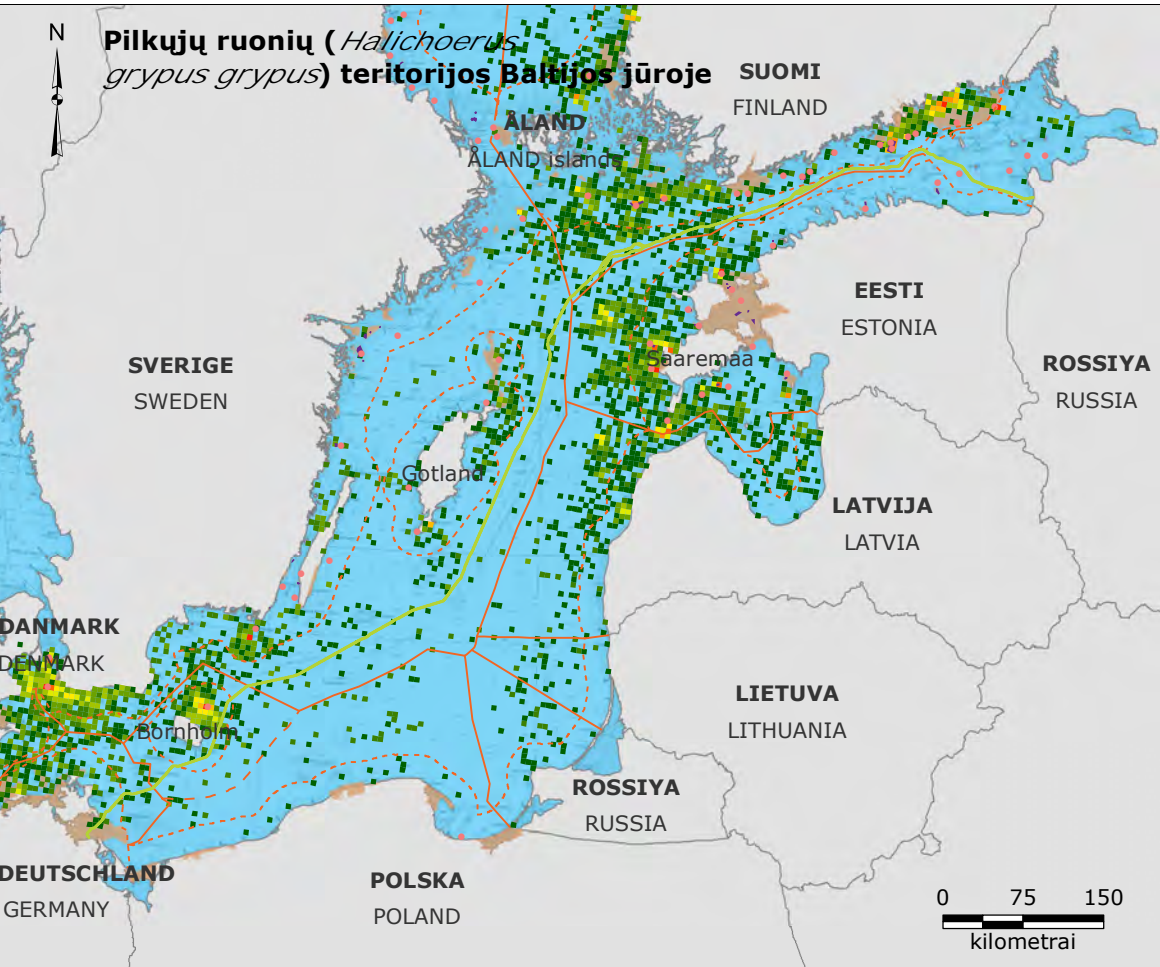 N
Pilkųjų ruonių (Halichoerus
grypus grypus) teritorijos Baltijos jūroje
SUOMI
FINLAND
ÅLAND
ÅLAND islands
EESTI
ESTONIA
SVERIGE
SWEDEN
Saaremaa
ROSSIYA
RUSSIA
Gotland
LATVIJA
LATVIA
DANMARK
DENMARK
LIETUVA
LITHUANIA
Bornholm
ROSSIYA
RUSSIA
DEUTSCHLAND
GERMANY
POLSKA
POLAND
0 75 150
kilometrai